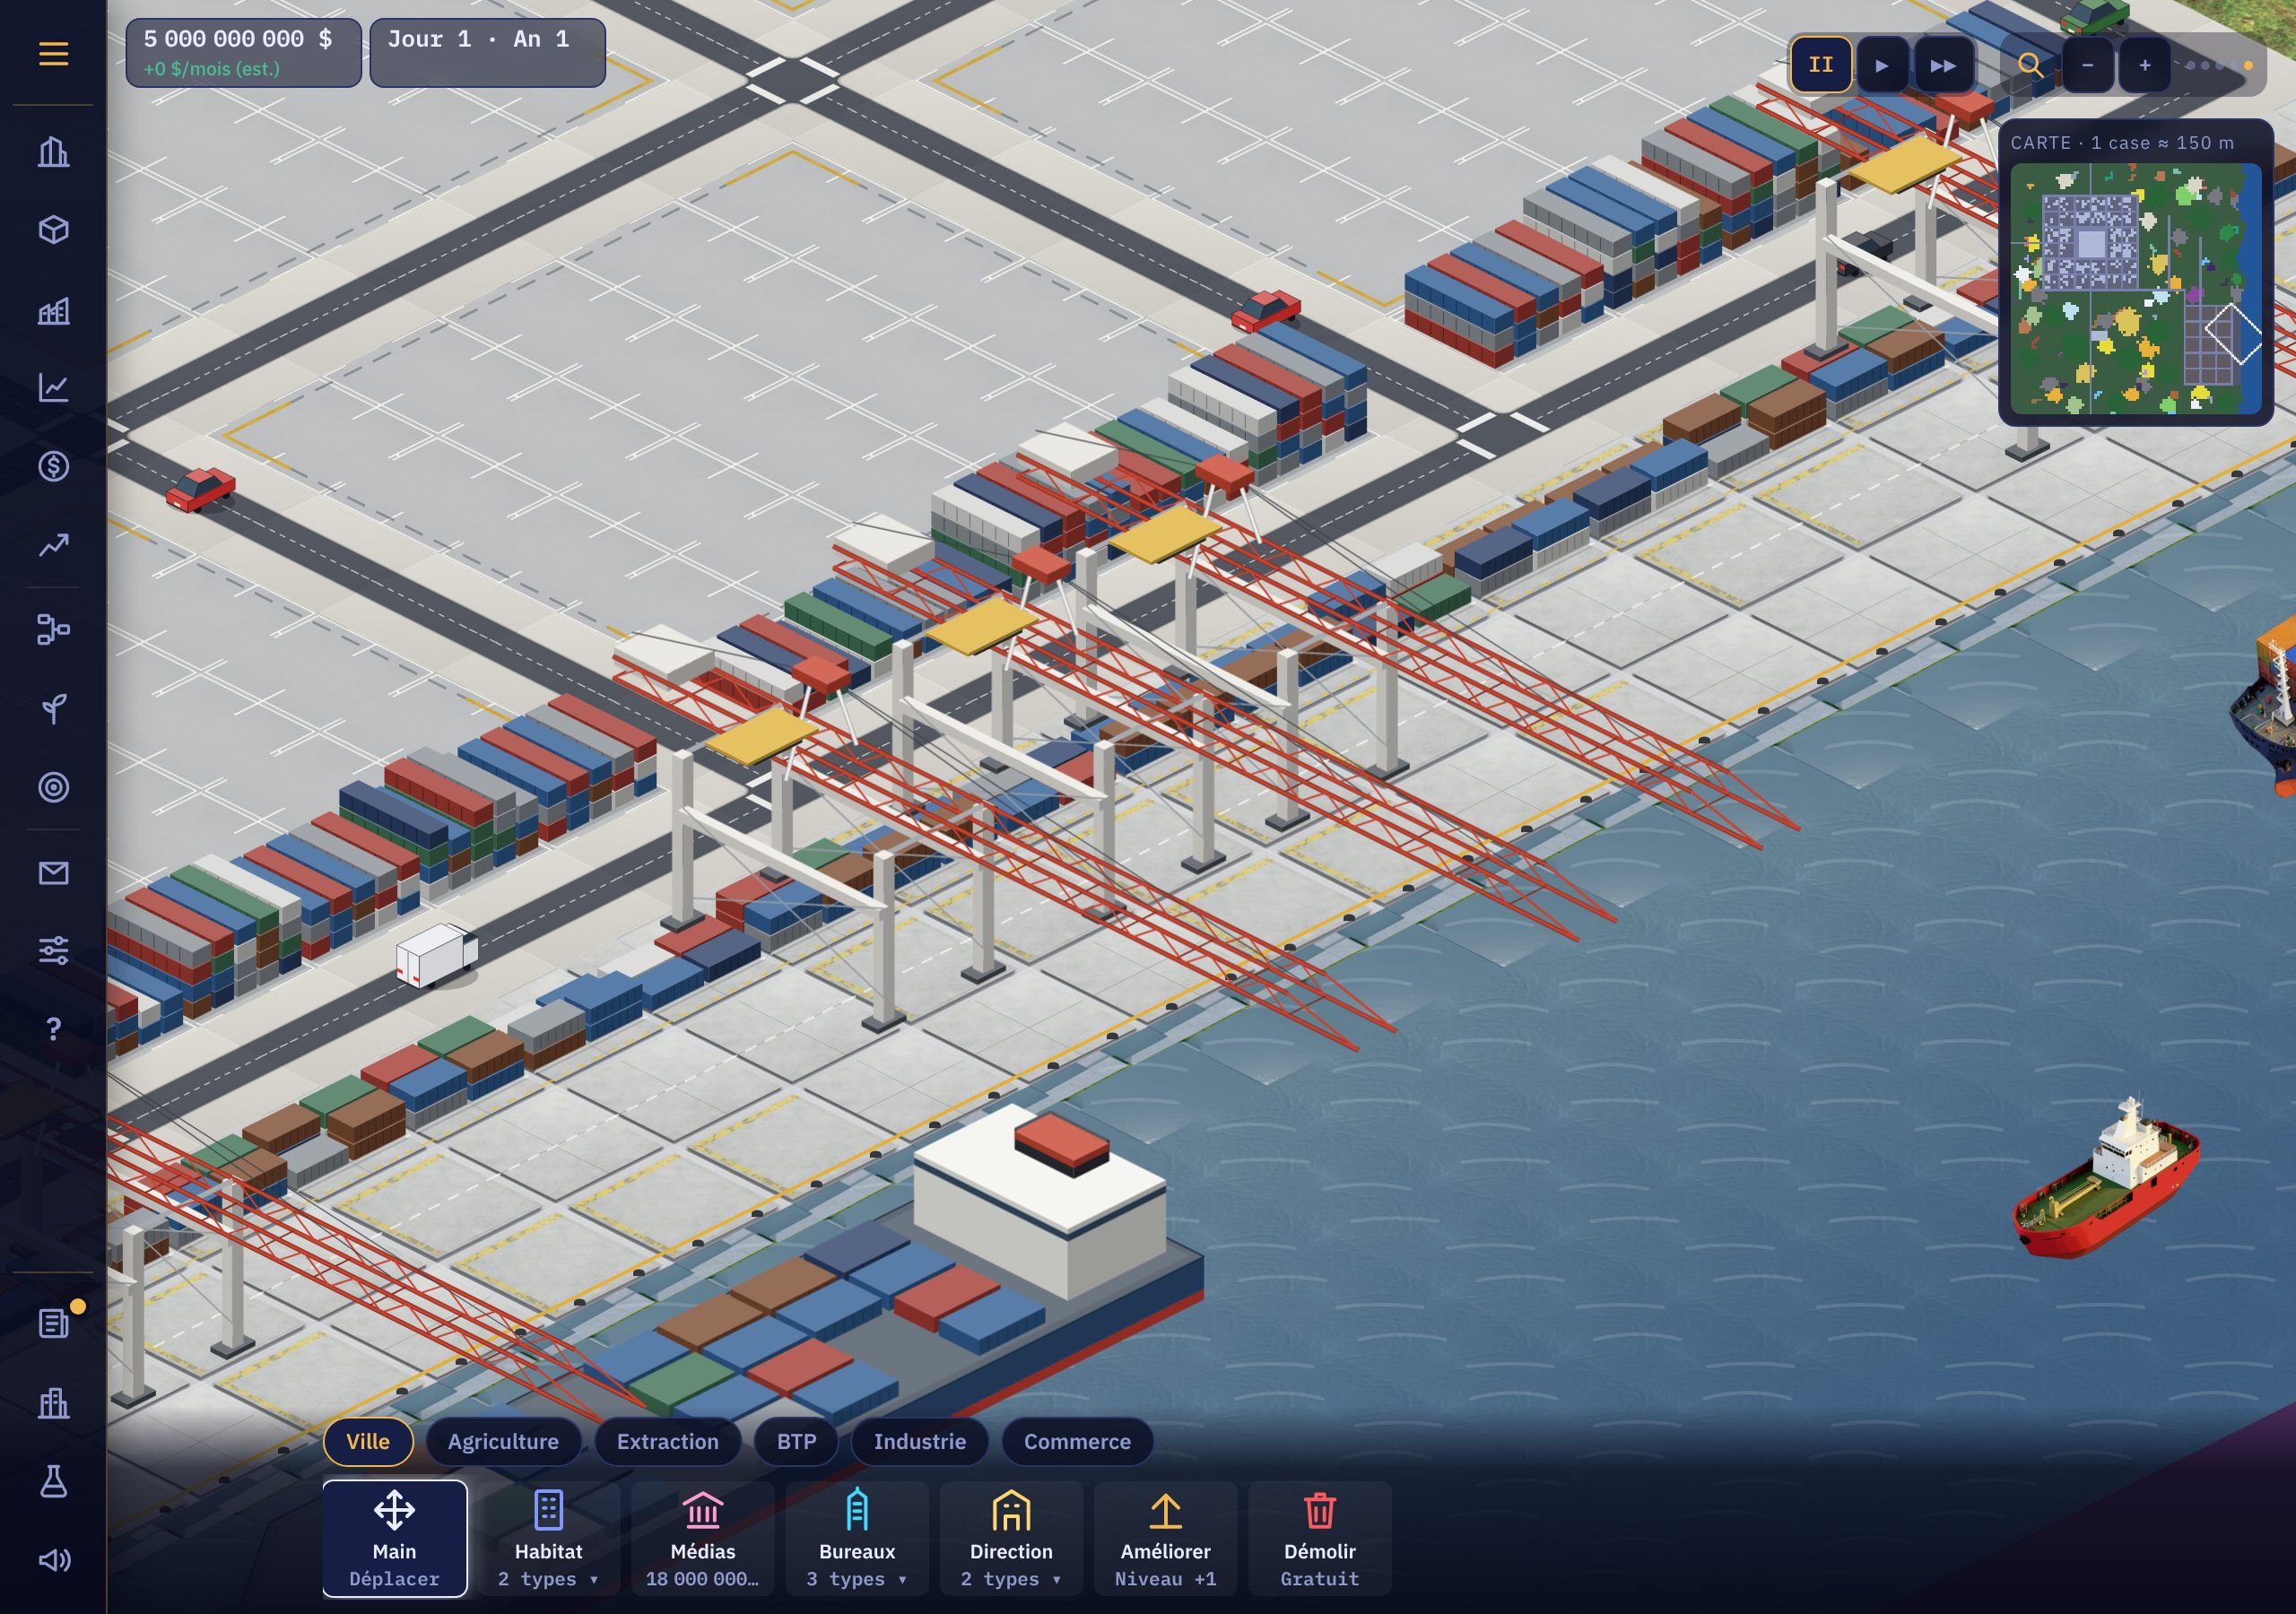 5 000 000 000 $
+0 $/mois (est.)
Jour 1 · An 1
CARTE · 1 case ≈ 150 m
Ville
Agriculture
Extraction
BTP
Industrie
Commerce
Main
Déplacer
Habitat
2 types ▾
Médias
18 000 000…
Bureaux
3 types ▾
Direction
2 types ▾
Améliorer
Niveau +1
Démolir
Gratuit